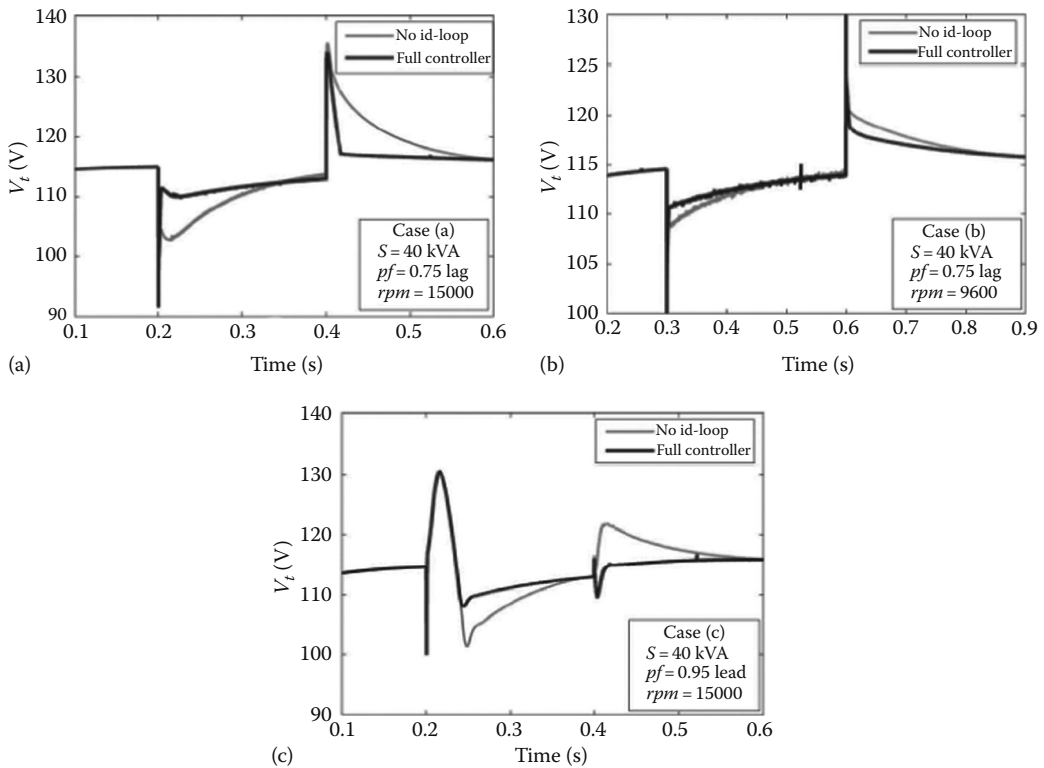 140
130
120
110
100
90
V_t (V)
No id-loop
Full controller
Case (a)
S = 40 kVA
pf = 0.75 lag
rpm = 15000
0.1 0.2 0.3 0.4 0.5 0.6
Time (s)
(a)
130
125
120
115
110
105
100
V_t (V)
No id-loop
Full controller
Case (b)
S = 40 kVA
pf = 0.75 lag
rpm = 9600
0.2 0.3 0.4 0.5 0.6 0.7 0.8 0.9
Time (s)
(b)
140
130
120
110
100
90
V_t (V)
No id-loop
Full controller
Case (c)
S = 40 kVA
pf = 0.95 lead
rpm = 15000
0.1 0.2 0.3 0.4 0.5 0.6
Time (s)
(c)